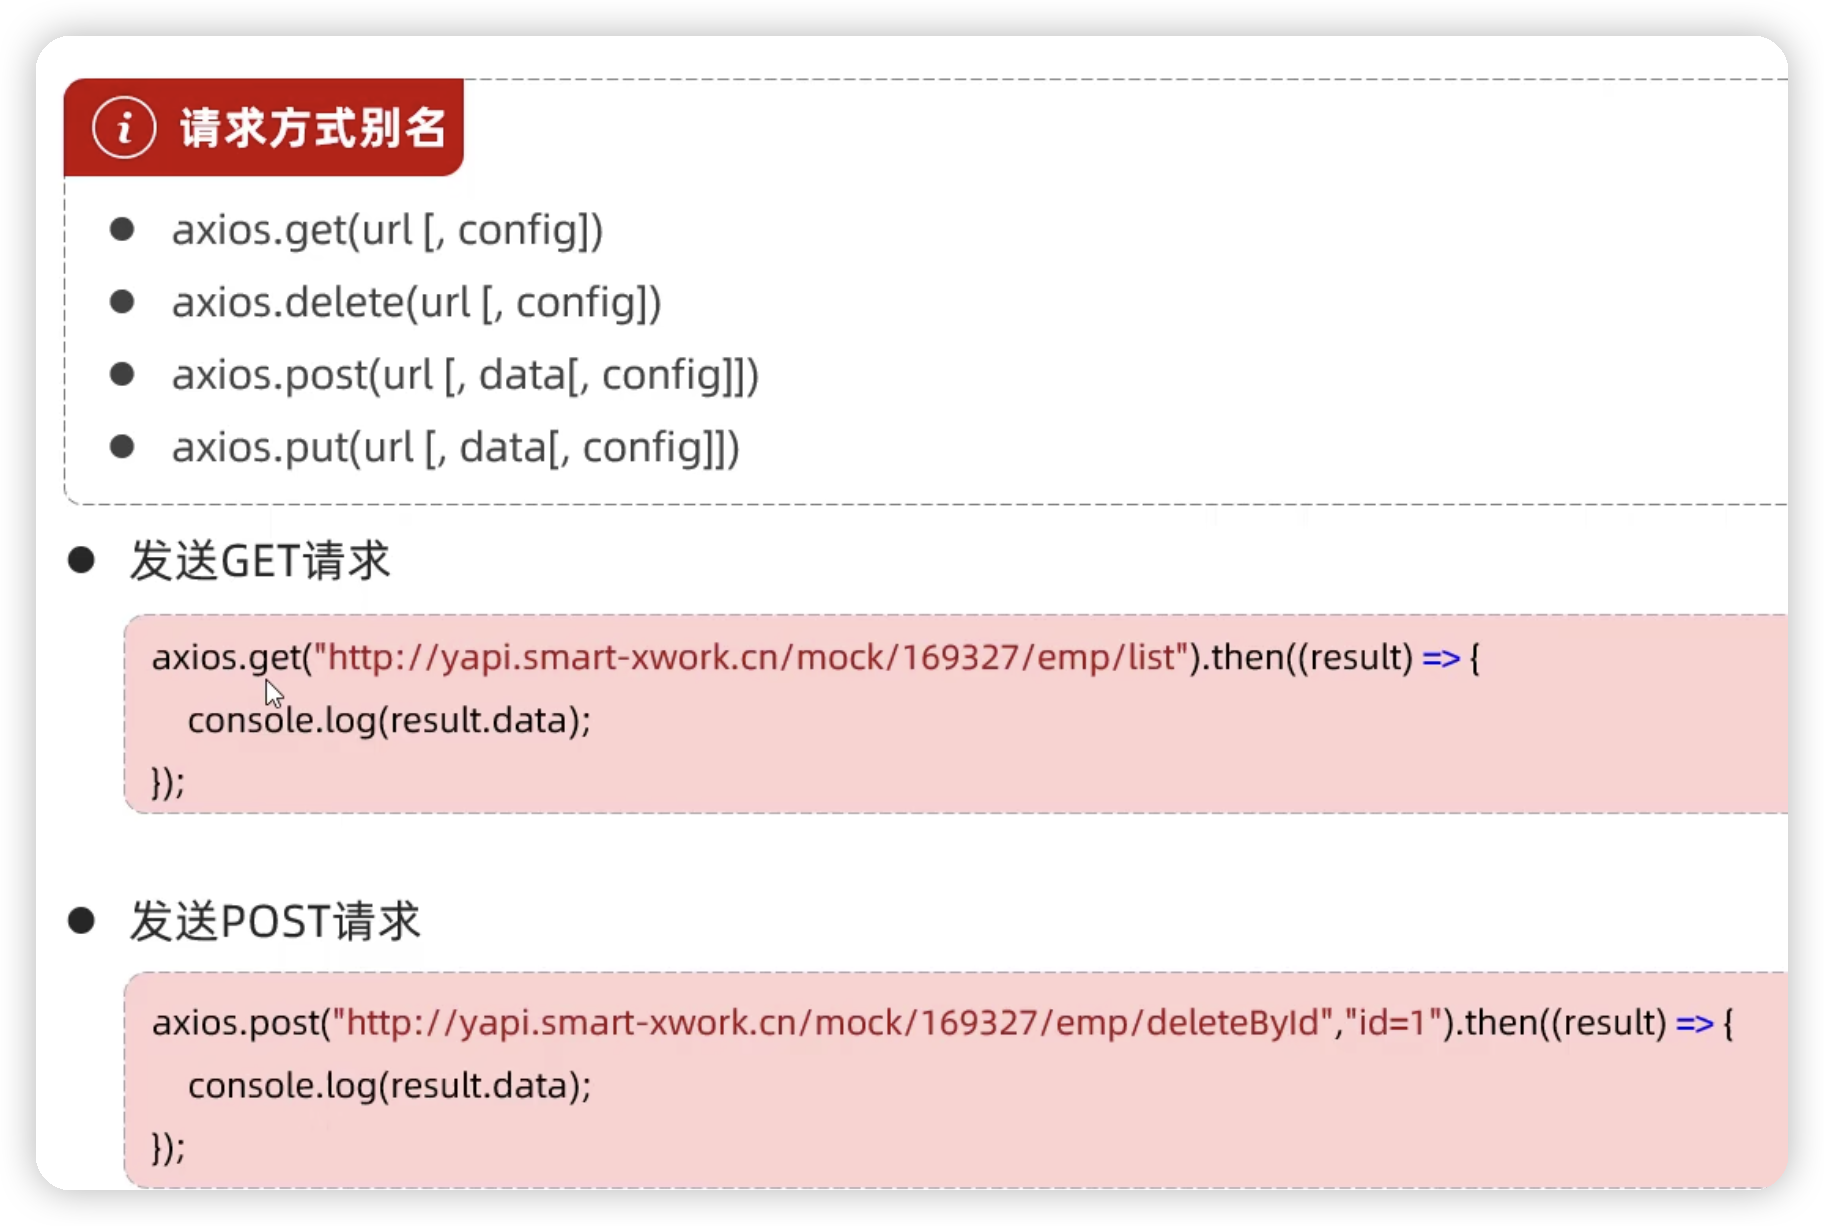 请求方式别名
axios.get(url [, config])
axios.delete(url [, config])
axios.post(url [, data[, config]])
axios.put(url [, data[, config]])
发送GET请求
axios.get("http://yapi.smart-xwork.cn/mock/169327/emp/list").then((result) => {
console.log(result.data);
});
发送POST请求
axios.post("http://yapi.smart-xwork.cn/mock/169327/emp/deleteById","id=1").then((result) => {
console.log(result.data);
});